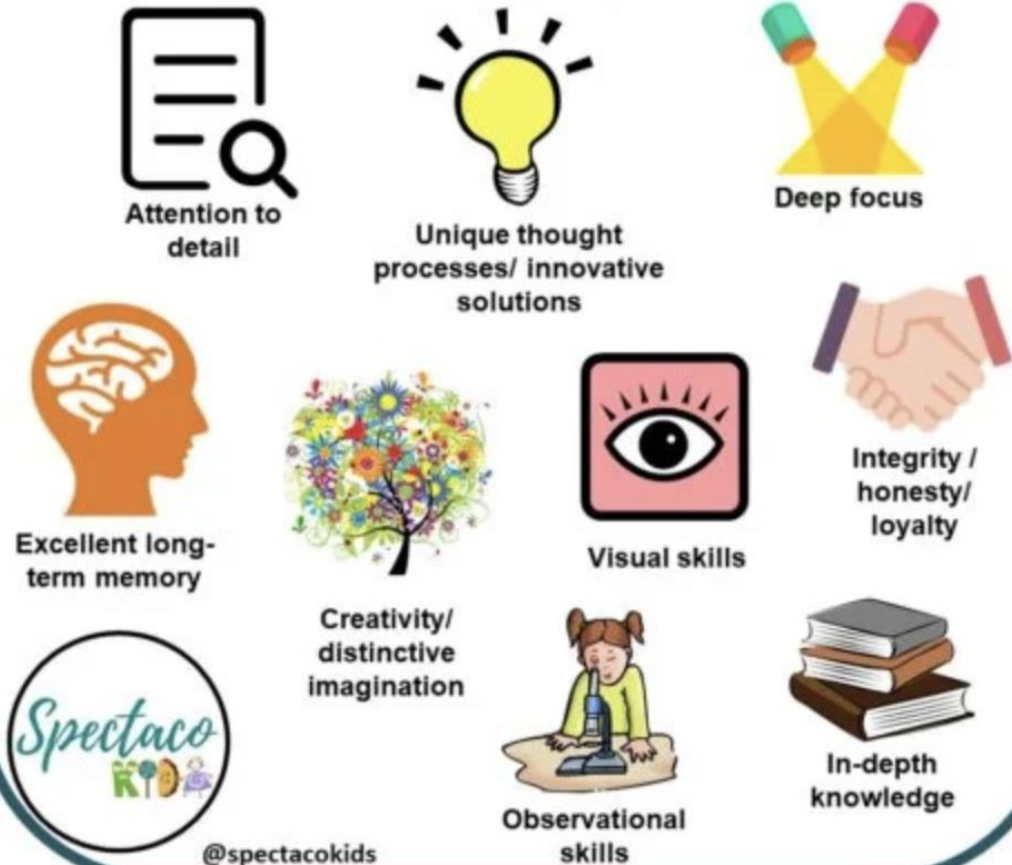 Attention to
detail
Unique thought
processes/ innovative
solutions
Deep focus
Excellent long-
term memory
Creativity/
distinctive
imagination
Visual skills
Integrity /
honesty/
loyalty
Spectaco
KIDS
@spectacokids
Observational
skills
In-depth
knowledge